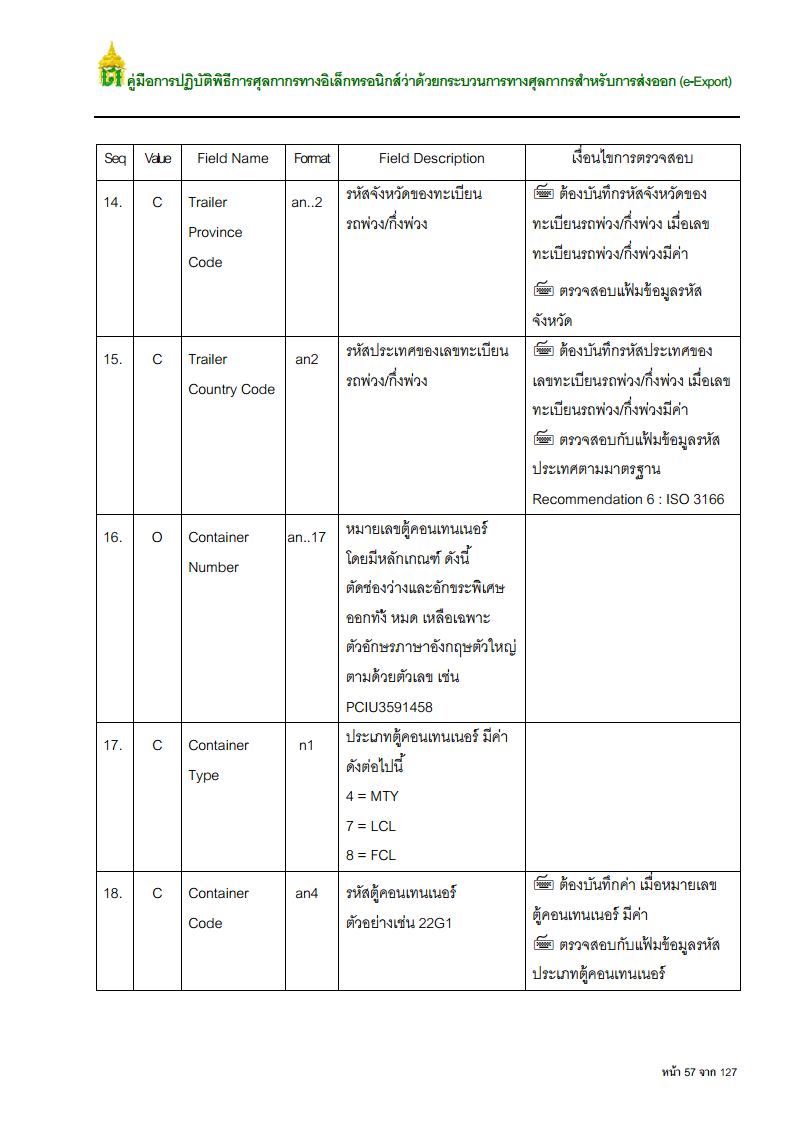 คู่มือการปฏิบัติพิธีการศุลกากรทางอิเล็กทรอนิกส์ว่าด้วยกระบวนการทางศุลกากรสำหรับการส่งออก (e-Export)
Seq Value Field Name Format Field Description เงื่อนไขการตรวจสอบ
14. C Trailer Province Code an..2
รหัสจังหวัดของทะเบียน
รถพ่วง/กึ่งพ่วง
ต้องบันทึกรหัสจังหวัดของ
ทะเบียนรถพ่วง/กึ่งพ่วง เมื่อเลข
ทะเบียนรถพ่วง/กึ่งพ่วงมีค่า
ตรวจสอบแฟ้มข้อมูลรหัส
จังหวัด
15. C Trailer Country Code an2
รหัสประเทศของเลขทะเบียน
รถพ่วง/กึ่งพ่วง
ต้องบันทึกรหัสประเทศของ
เลขทะเบียนรถพ่วง/กึ่งพ่วง เมื่อเลข
ทะเบียนรถพ่วง/กึ่งพ่วงมีค่า
ตรวจสอบกับแฟ้มข้อมูลรหัส
ประเทศตามมาตรฐาน
Recommendation 6 : ISO 3166
16. O Container Number an..17
หมายเลขตู้คอนเทนเนอร์
โดยมีหลักเกณฑ์ ดังนี้
ตัดช่องว่างและอักขระพิเศษ
ออกทั้ง หมด เหลือเฉพาะ
ตัวอักษรภาษาอังกฤษตัวใหญ่
ตามด้วยตัวเลข เช่น
PCIU3591458
17. C Container Type n1
ประเภทตู้คอนเทนเนอร์ มีค่า
ดังต่อไปนี้
4 = MTY
7 = LCL
8 = FCL
18. C Container Code an4
รหัสตู้คอนเทนเนอร์
ตัวอย่างเช่น 22G1
ต้องบันทึกค่า เมื่อหมายเลข
ตู้คอนเทนเนอร์ มีค่า
ตรวจสอบกับแฟ้มข้อมูลรหัส
ประเภทตู้คอนเทนเนอร์
หน้า 57 จาก 127